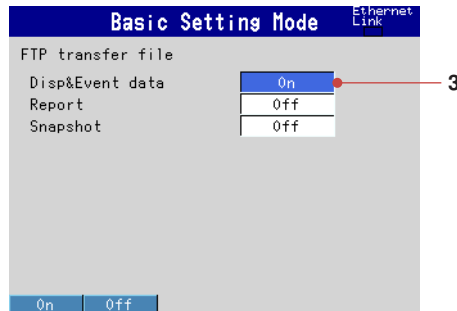 Basic Setting Mode
Ethernet
Link
FTP transfer file
Disp&Event data On
3
Report Off
Snapshot Off
On Off